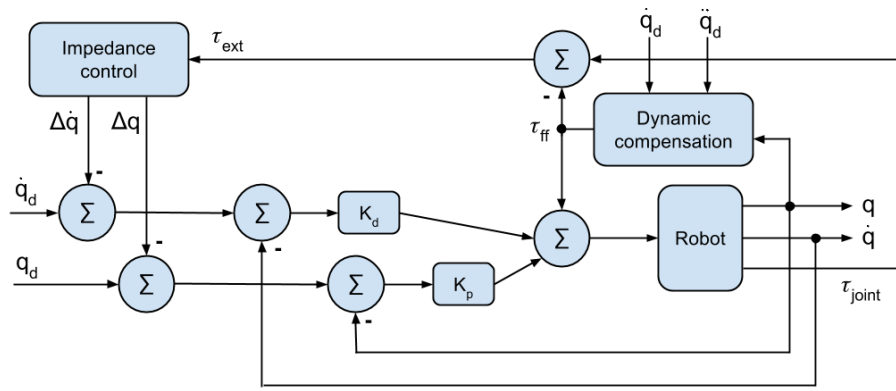 Impedance
control
τext
Σ
q̇d
q̈d
-
Dynamic
compensation
τff
Δq̇
Δq
-
-
q̇d
Σ
Σ
-
Kd
Σ
Robot
q
q̇
qd
Σ
Σ
-
Kp
τjoint